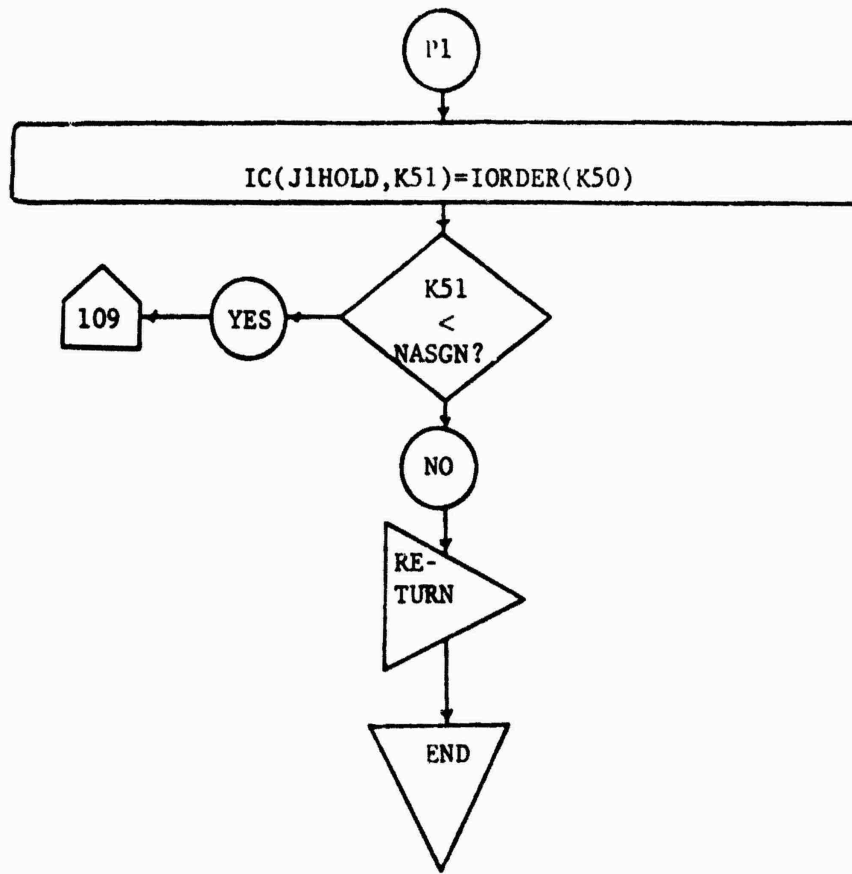 P1
IC(J1HOLD,K51)=IORDER(K50)
K51
<
NASGN?
YES
109
NO
RE-
TURN
END